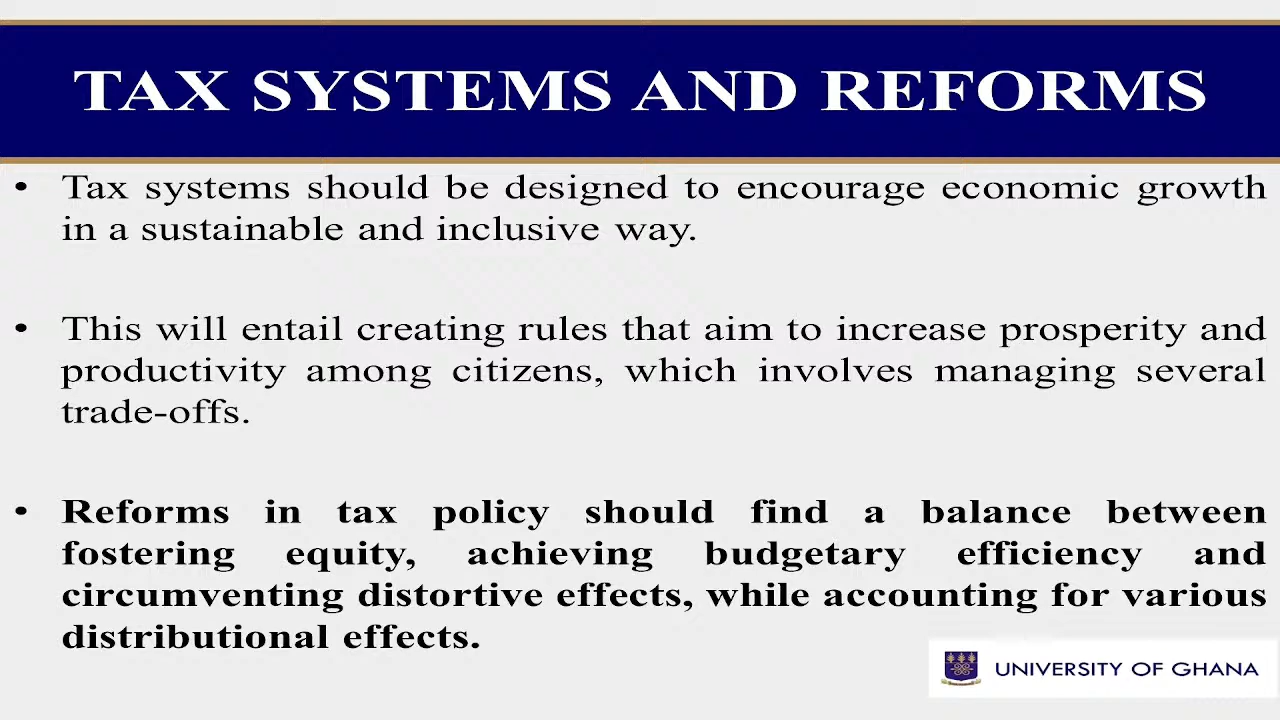 TAX SYSTEMS AND REFORMS
• Tax systems should be designed to encourage economic growth
in a sustainable and inclusive way.
• This will entail creating rules that aim to increase prosperity and
productivity among citizens, which involves managing several
trade-offs.
• Reforms in tax policy should find a balance between
fostering equity, achieving budgetary efficiency and
circumventing distortive effects, while accounting for various
distributional effects.
UNIVERSITY OF GHANA